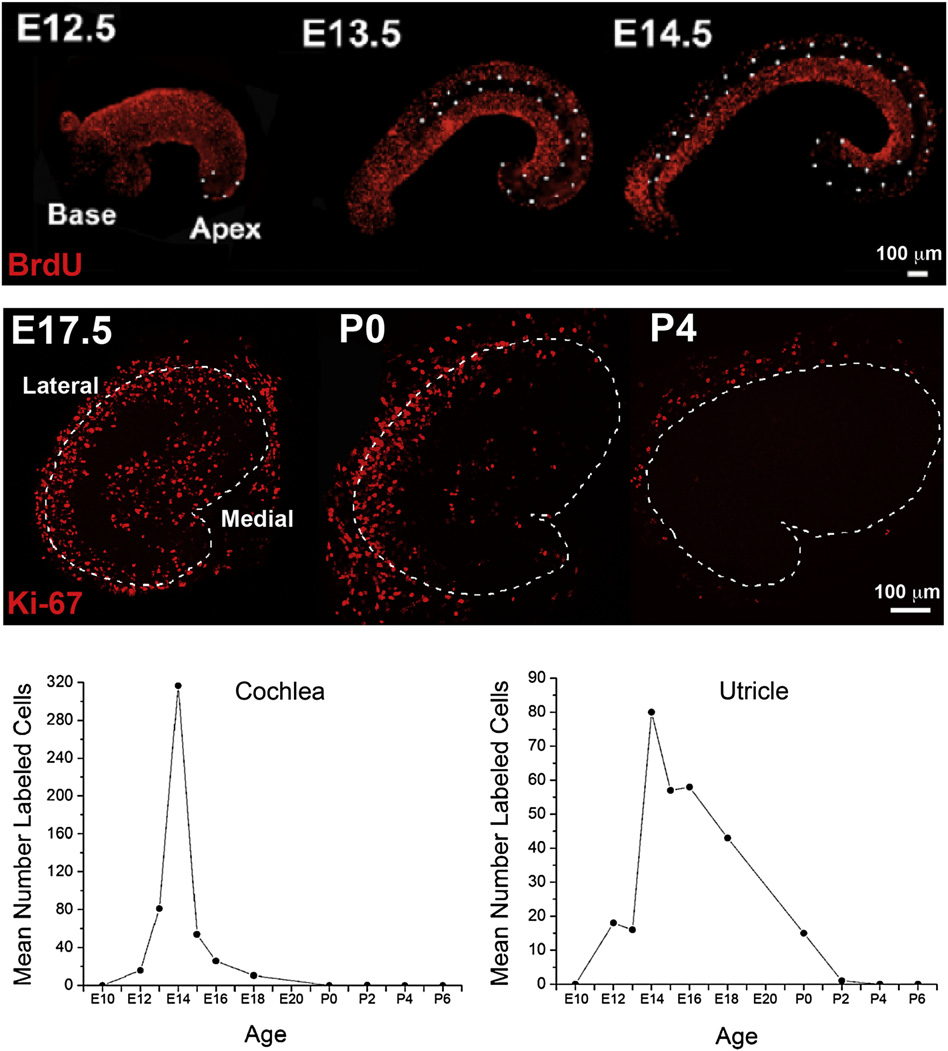 E12.5
E13.5
E14.5
Base
Apex
BrdU
100 μm
E17.5
P0
P4
Lateral
Medial
Ki-67
100 μm
Cochlea
Mean Number Labeled Cells
320
280
240
200
160
120
80
40
0
E10 E12 E14 E16 E18 E20 P0 P2 P4 P6
Age
Utricle
Mean Number Labeled Cells
90
80
70
60
50
40
30
20
10
0
E10 E12 E14 E16 E18 E20 P0 P2 P4 P6
Age